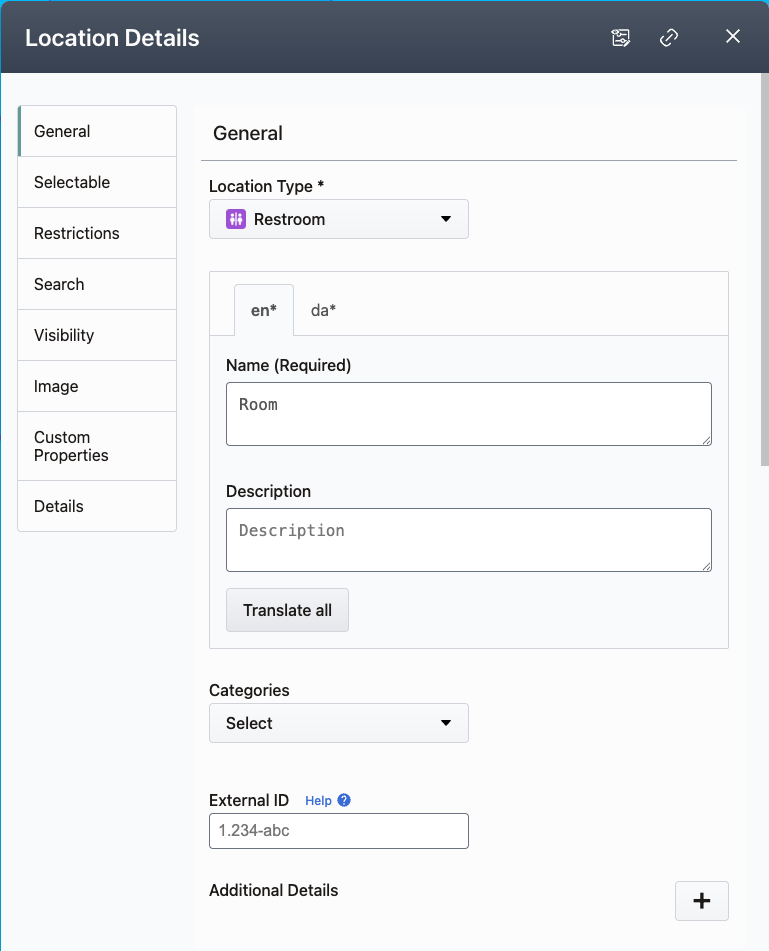 Location Details
General
Selectable
Restrictions
Search
Visibility
Image
Custom
Properties
Details
General
Location Type *
Restroom
en* da*
Name (Required)
Room
Description
Description
Translate all
Categories
Select
External ID Help ?
1.234-abc
Additional Details
+